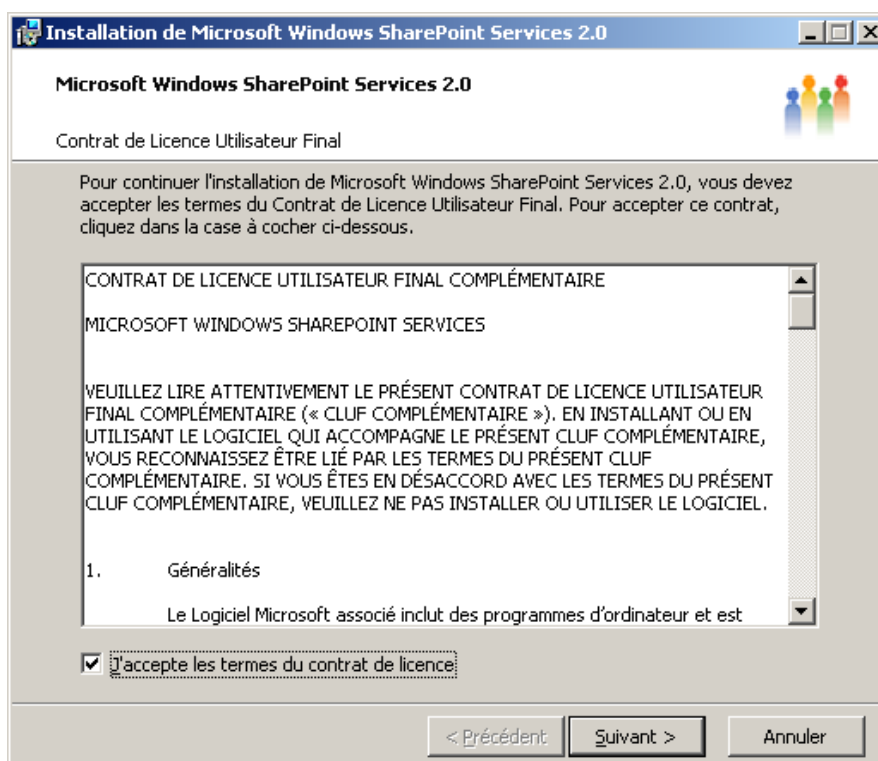 Installation de Microsoft Windows SharePoint Services 2.0
Microsoft Windows SharePoint Services 2.0
Contrat de Licence Utilisateur Final
Pour continuer l'installation de Microsoft Windows SharePoint Services 2.0, vous devez
accepter les termes du Contrat de Licence Utilisateur Final. Pour accepter ce contrat,
cliquez dans la case à cocher ci-dessous.
CONTRAT DE LICENCE UTILISATEUR FINAL COMPLÉMENTAIRE
MICROSOFT WINDOWS SHAREPOINT SERVICES
VEUILLEZ LIRE ATTENTIVEMENT LE PRÉSENT CONTRAT DE LICENCE UTILISATEUR
FINAL COMPLÉMENTAIRE (« CLUF COMPLÉMENTAIRE »). EN INSTALLANT OU EN
UTILISANT LE LOGICIEL QUI ACCOMPAGNE LE PRÉSENT CLUF COMPLÉMENTAIRE,
VOUS RECONNAISSEZ ÊTRE LIÉ PAR LES TERMES DU PRÉSENT CLUF
COMPLÉMENTAIRE. SI VOUS ÊTES EN DÉSACCORD AVEC LES TERMES DU PRÉSENT
CLUF COMPLÉMENTAIRE, VEUILLEZ NE PAS INSTALLER OU UTILISER LE LOGICIEL.
1. Généralités
Le Logiciel Microsoft associé inclut des programmes d’ordinateur et est
J'accepte les termes du contrat de licence
< Précédent Suivant > Annuler